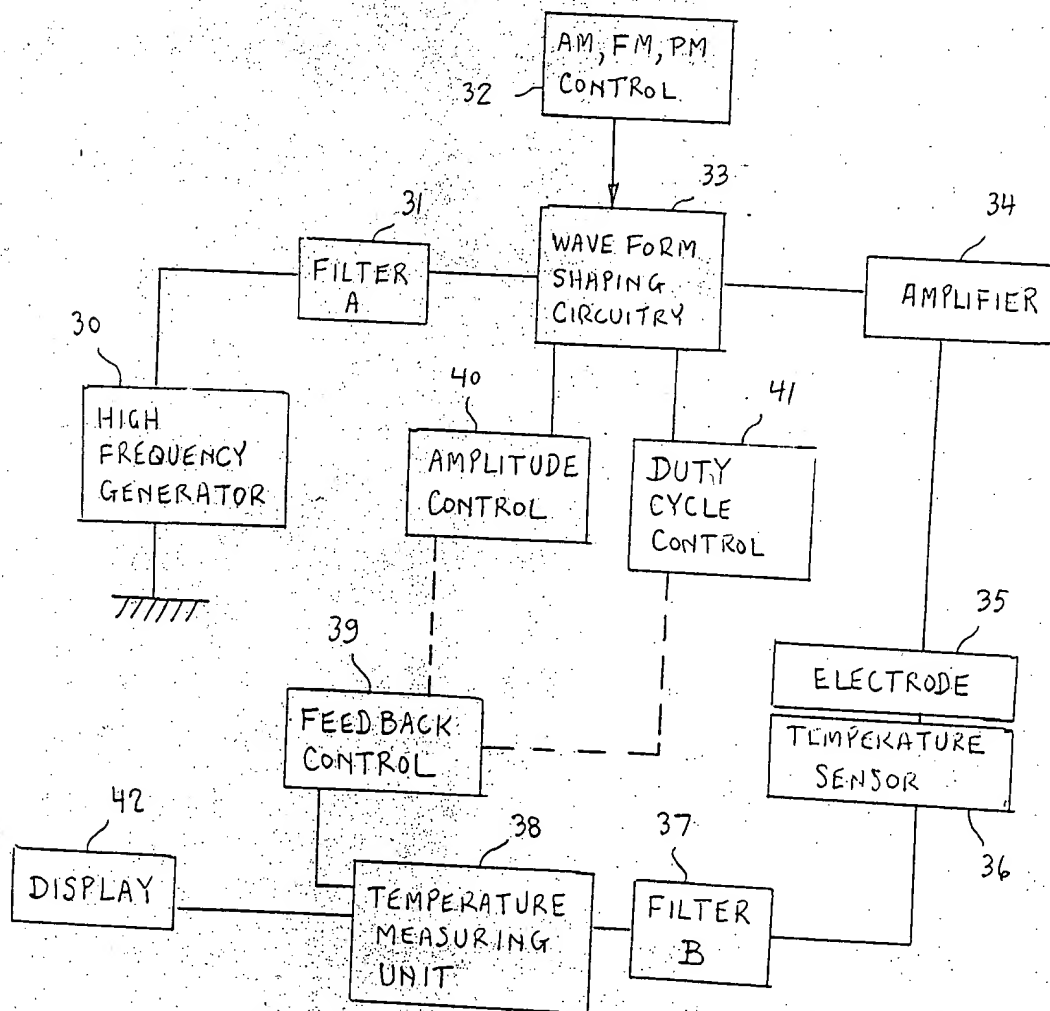 AM, FM, PM
CONTROL
32
33
31
34
FILTER
A
WAVE FORM
SHAPING
CIRCUITRY
AMPLIFIER
30
40
41
HIGH
FREQUENCY
GENERATOR
AMPLITUDE
CONTROL
DUTY
CYCLE
CONTROL
39
35
FEEDBACK
CONTROL
ELECTRODE
TEMPERATURE
SENSOR
36
42
38
37
DISPLAY
TEMPERATURE
MEASURING
UNIT
FILTER
B